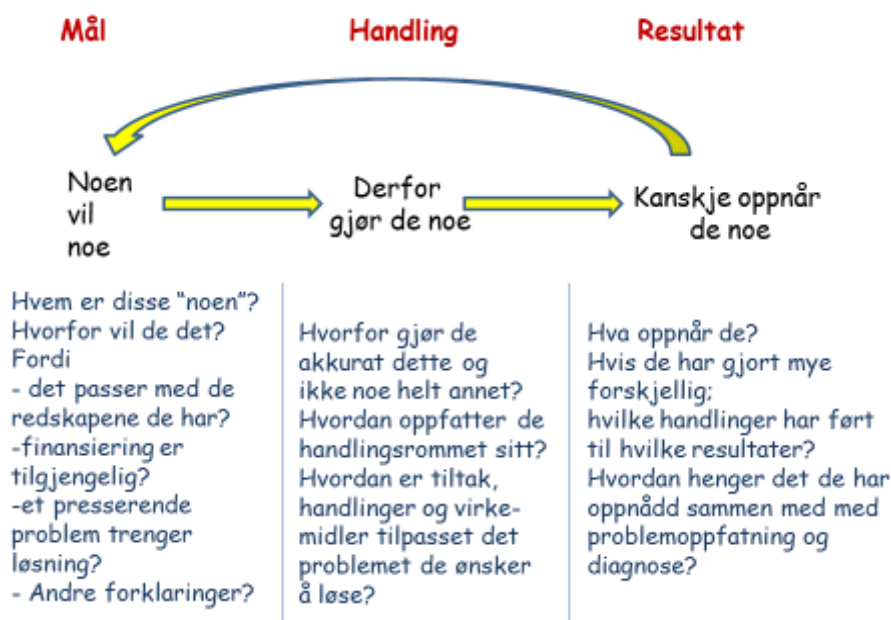 Mål
Handling
Resultat
Noen
vil
noe
Derfor
gjør de noe
Kanskje oppnår
de noe
Hvem er disse “noen”?
Hvorfor vil de det?
Fordi
- det passer med de
redskapene de har?
-finansiering er
tilgjengelig?
-et presserende
problem trenger
løsning?
- Andre forklaringer?
Hvorfor gjør de
akkurat dette og
ikke noe helt annet?
Hvordan oppfatter de
handlingsrommet sitt?
Hvordan er tiltak,
handlinger og virke-
midler tilpasset det
problemet de ønsker
å løse?
Hva oppnår de?
Hvis de har gjort mye
forskjellig;
hvilke handlinger har ført
til hvilke resultater?
Hvordan henger det de har
oppnådd sammen med med
problemoppfatning og
diagnose?